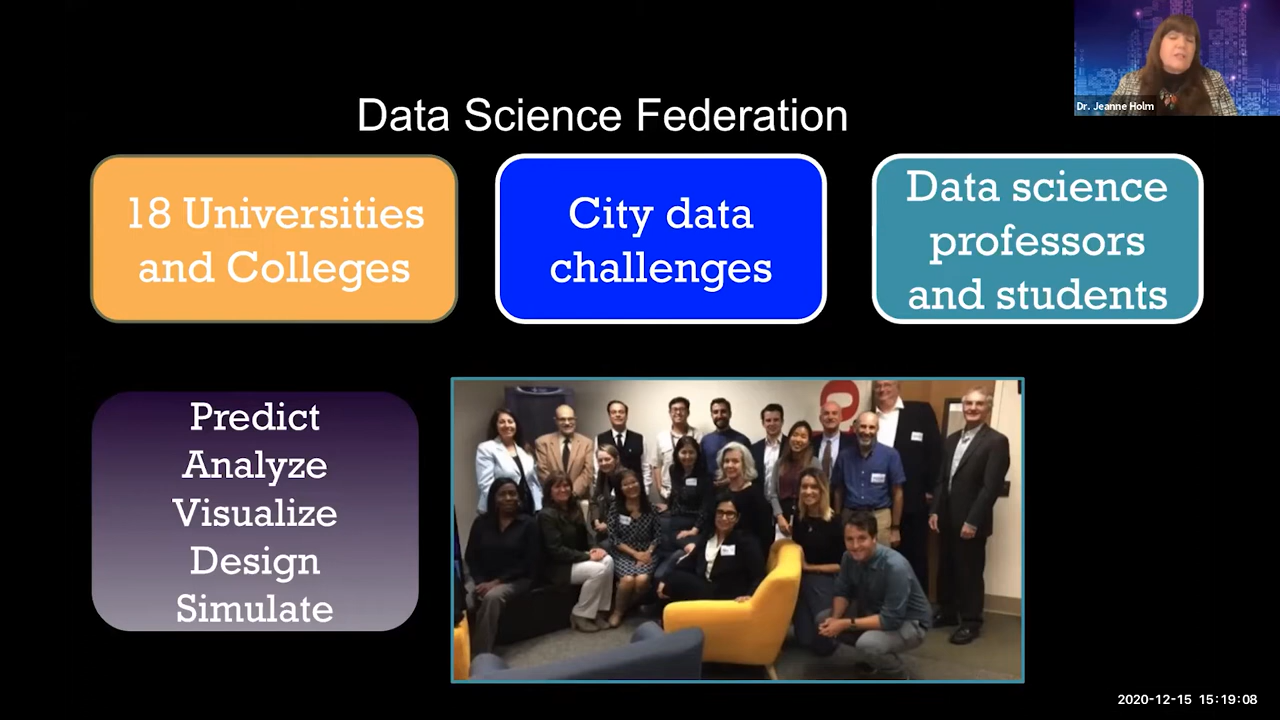 Dr. Jeanne Holm
Data Science Federation
18 Universities
and Colleges
City data
challenges
Data science
professors
and students
Predict
Analyze
Visualize
Design
Simulate
2020-12-15 15:19:08